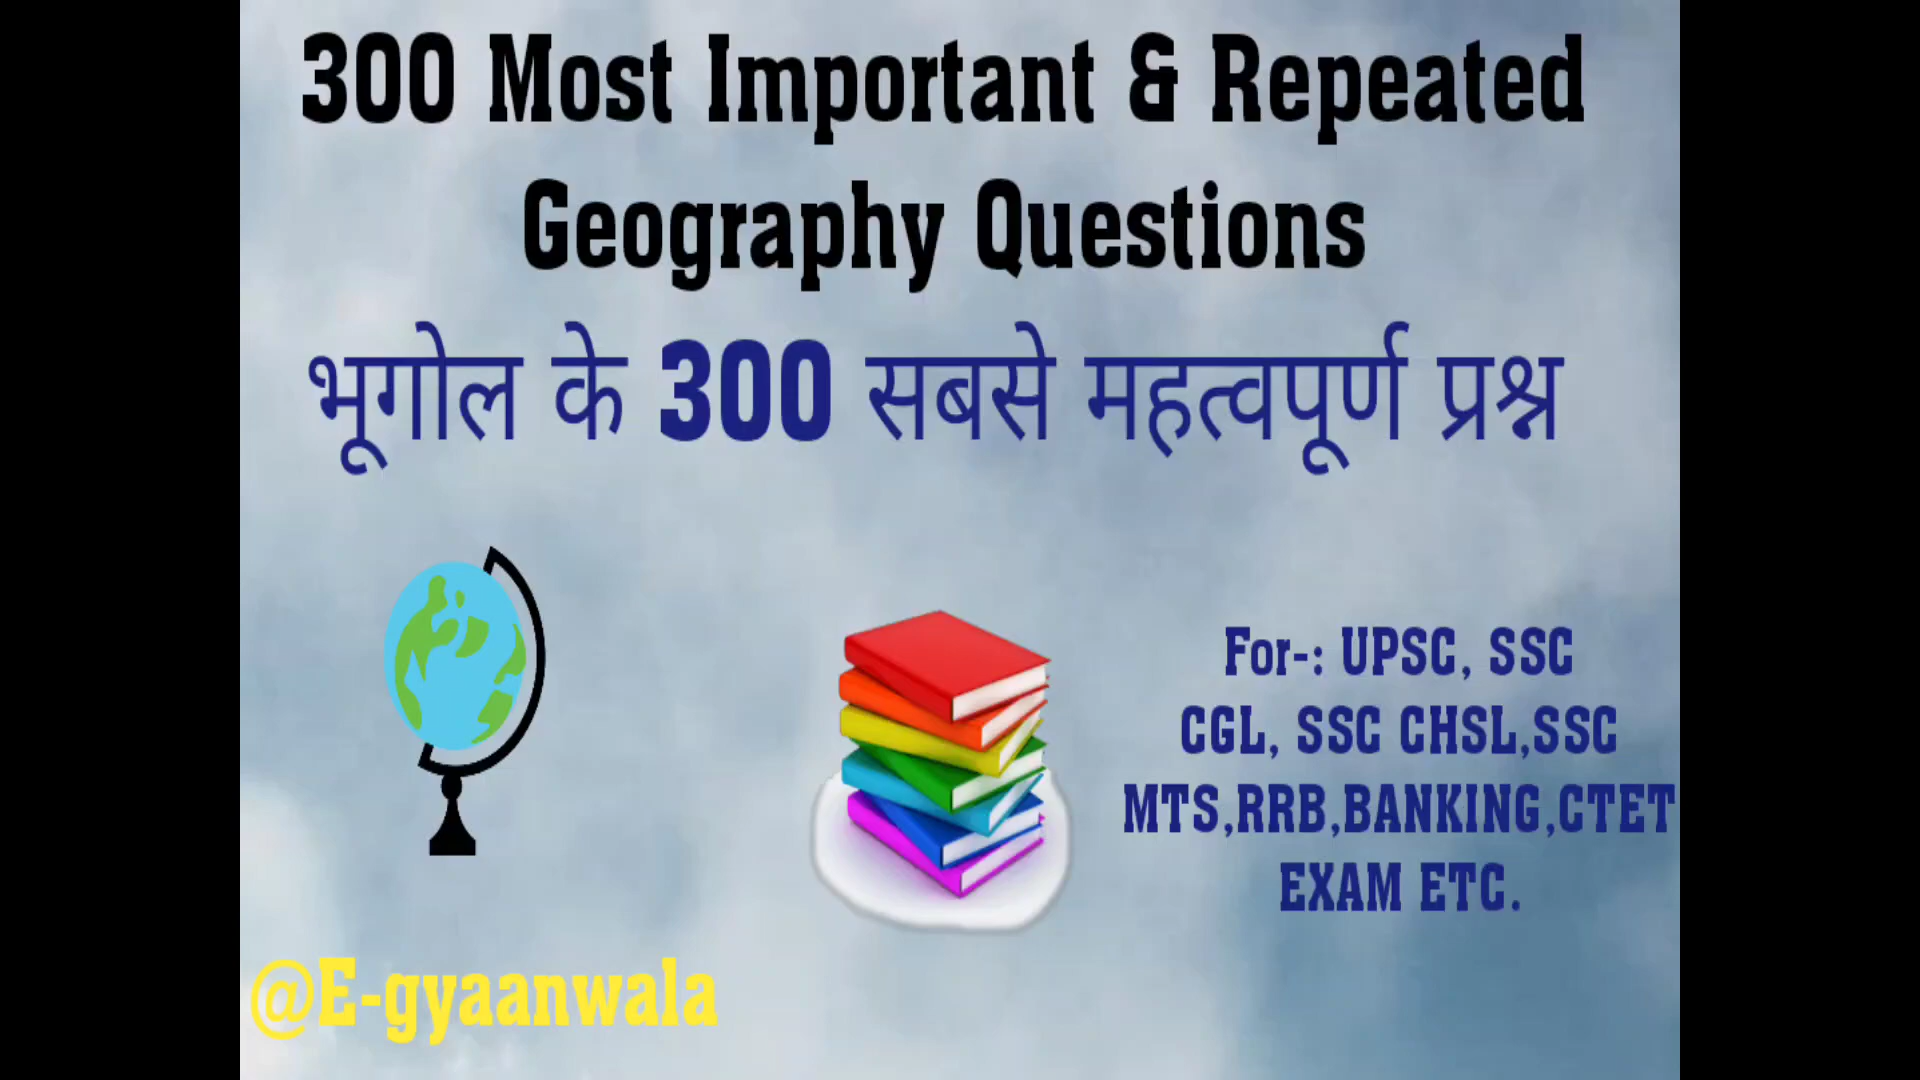 300 Most Important & Repeated
Geography Questions
भूगोल के 300 सबसे महत्वपूर्ण प्रश्न
For-: UPSC, SSC
CGL, SSC CHSL,SSC
MTS,RRB,BANKING,CTET
EXAM ETC.
@E-gyaanwala